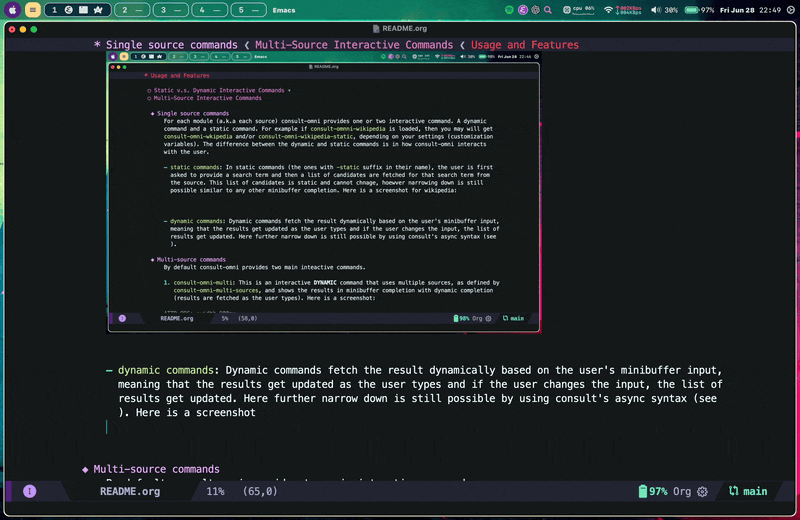 1 2 — 3 — 4 — 5 — Emacs cpu 06% 30% 97% Fri Jun 28 22:49
README.org
* Single source commands ❮ Multi-Source Interactive Commands ❮ Usage and Features
1 2 — 3 — 4 — 5 — Emacs Fri Jun 28 22:46
README.org
* Usage and Features
○ Static v.s. Dynamic Interactive Commands ▾
○ Multi-Source Interactive Commands
◆ Single source commands
For each module (a.k.a each source) consult-omni provides one or two interactive command. A dynamic
command and a static command. For example if consult-omnni-wikipedia is loaded, then you may will get
consult-omni-wkipedia and/or consult-omni-wikipedia-static, depending on your settings (customization
variables). The difference between the dynamic and static commands is in how consult-omni interacts
with the user.
— static commands: In static commands (the ones with -static suffix in their name), the user is first
asked to provide a search term and then a list of candidates are fetched for that search term from
the source. This list of candidates is static and cannot chnage, hoewver narrowing down is still
possible similar to any other minibuffer completion. Here is a screenshot for wikipedia:
— dynamic commands: Dynamic commands fetch the result dynamically based on the user's minibuffer input,
meaning that the results get updated as the user types and if the user changes the input, the list of
results get updated. Here further narrow down is still possible by using consult's async syntax (see
).
◆ Multi-source commands
By default consult-omni provides two main inteactive commands.
1. consult-omni-multi: This is an interactive DYNAMIC command that uses multiple sources, as defined by
consult-omni-multi-sources, and shows the results in minibuffer completion with dynamic completion
(results are fetched as the user types). Here is a screenshot:
README.org 5% (58,0) 98% Org main
— dynamic commands: Dynamic commands fetch the result dynamically based on the user's minibuffer input,
meaning that the results get updated as the user types and if the user changes the input, the list of
results get updated. Here further narrow down is still possible by using consult's async syntax (see
). Here is a screenshot
◆ Multi-source commands
README.org 11% (65,0) 97% Org main